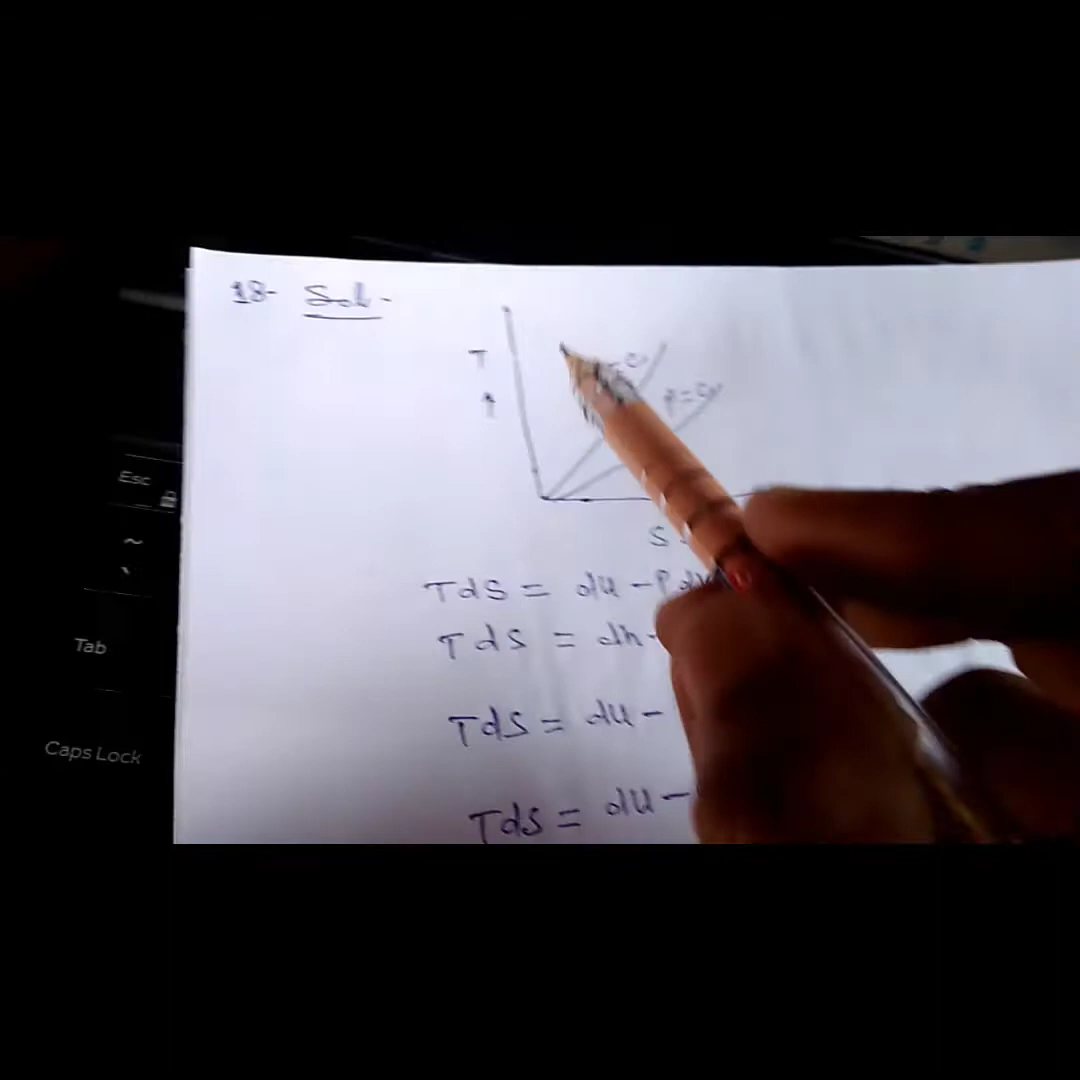 18- Sol -
T
= C
P = C
S
TdS = du - Pdv
TdS = dh -
TdS = du -
TdS = du -
Esc
~
Tab
Caps Lock